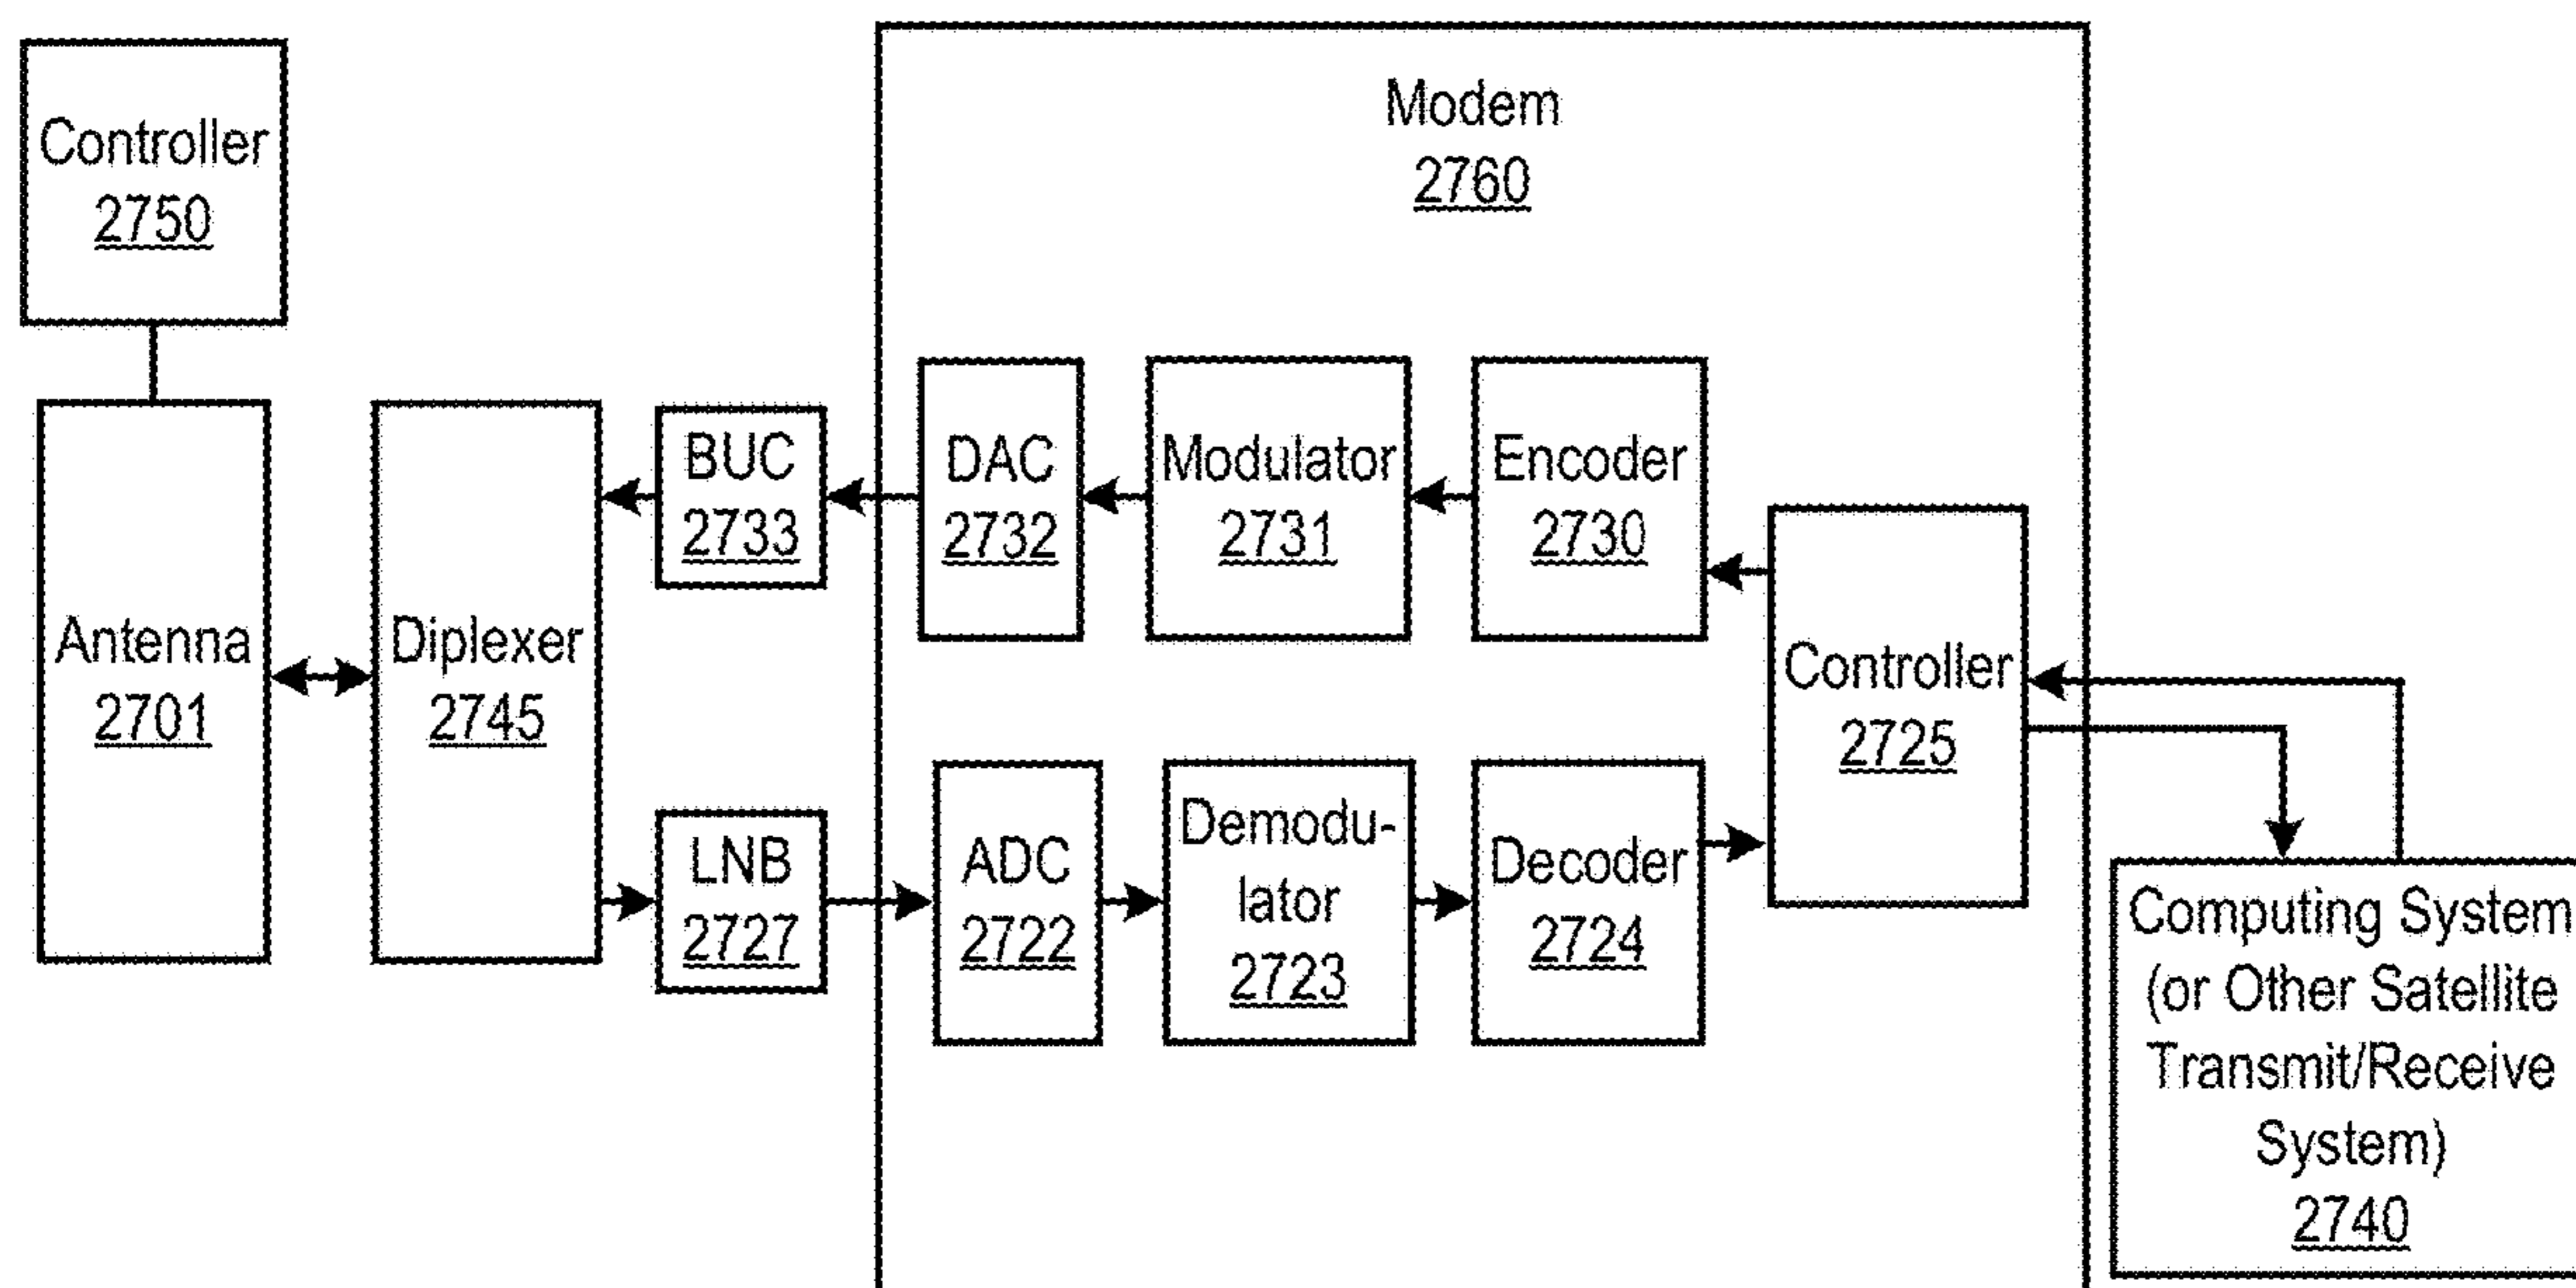 Controller
2750
Modem
2760
Antenna
2701
Diplexer
2745
BUC
2733
DAC
2732
Modulator
2731
Encoder
2730
Controller
2725
LNB
2727
ADC
2722
Demodu-
lator
2723
Decoder
2724
Computing System
(or Other Satellite
Transmit/Receive
System)
2740